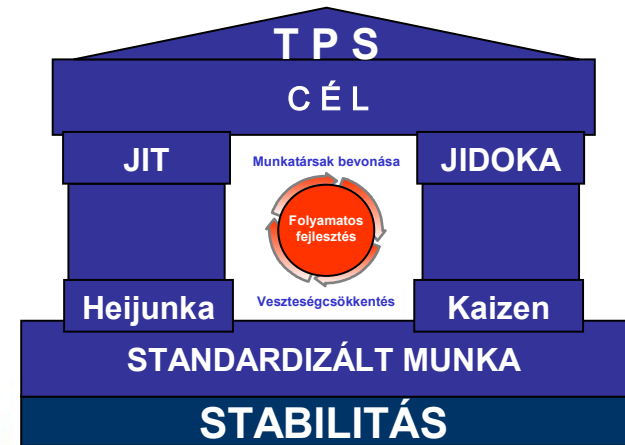 T P S
C É L
JIT
Munkatársak bevonása
JIDOKA
Folyamatos
fejlesztés
Heijunka
Veszteségcsökkentés
Kaizen
STANDARDIZÁLT MUNKA
STABILITÁS